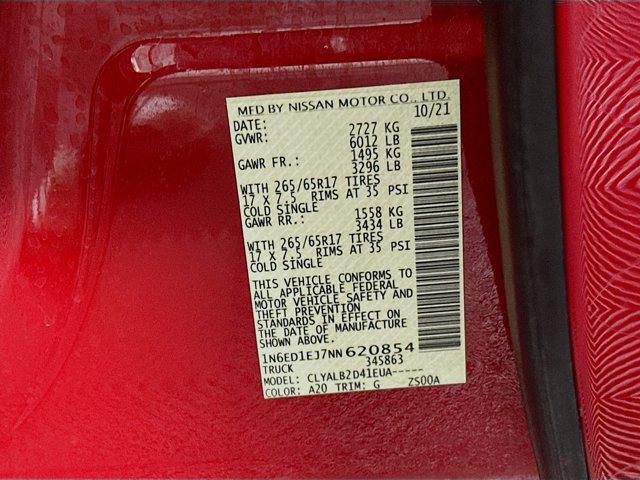 MFD BY NISSAN MOTOR CO., LTD.
DATE: 10/21
GVWR: 2727 KG
6012 LB
GAWR FR.: 1495 KG
3296 LB
WITH 265/65R17 TIRES
17 X 7.5 RIMS AT 35 PSI
COLD SINGLE
GAWR RR.: 1558 KG
3434 LB
WITH 265/65R17 TIRES
17 X 7.5 RIMS AT 35 PSI
COLD SINGLE
THIS VEHICLE CONFORMS TO
ALL APPLICABLE FEDERAL
MOTOR VEHICLE SAFETY AND
THEFT PREVENTION
STANDARDS IN EFFECT ON
THE DATE OF MANUFACTURE
SHOWN ABOVE.
1N6ED1EJ7NN620854
TRUCK 345863
MODEL: CLYALB2D41EUA-----
COLOR: A20 TRIM: G ZS00A